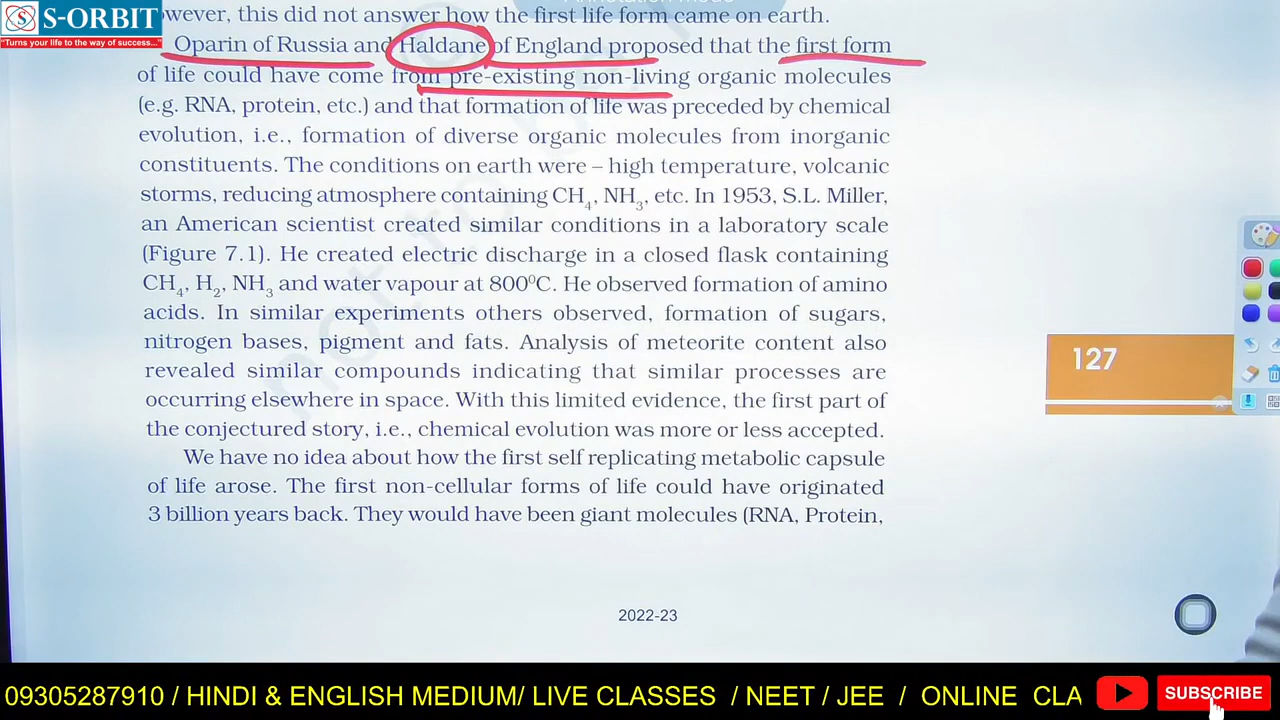 Annotation mode
S-ORBIT
"Turns your life to the way of success..."
owever, this did not answer how the first life form came on earth.
Oparin of Russia and Haldane of England proposed that the first form
of life could have come from pre-existing non-living organic molecules
(e.g. RNA, protein, etc.) and that formation of life was preceded by chemical
evolution, i.e., formation of diverse organic molecules from inorganic
constituents. The conditions on earth were – high temperature, volcanic
storms, reducing atmosphere containing CH₄, NH₃, etc. In 1953, S.L. Miller,
an American scientist created similar conditions in a laboratory scale
(Figure 7.1). He created electric discharge in a closed flask containing
CH₄, H₂, NH₃ and water vapour at 800⁰C. He observed formation of amino
acids. In similar experiments others observed, formation of sugars,
nitrogen bases, pigment and fats. Analysis of meteorite content also
revealed similar compounds indicating that similar processes are
occurring elsewhere in space. With this limited evidence, the first part of
the conjectured story, i.e., chemical evolution was more or less accepted.
We have no idea about how the first self replicating metabolic capsule
of life arose. The first non-cellular forms of life could have originated
3 billion years back. They would have been giant molecules (RNA, Protein,
127
2022-23
09305287910 / HINDI & ENGLISH MEDIUM/ LIVE CLASSES / NEET / JEE / ONLINE CLA
SUBSCRIBE